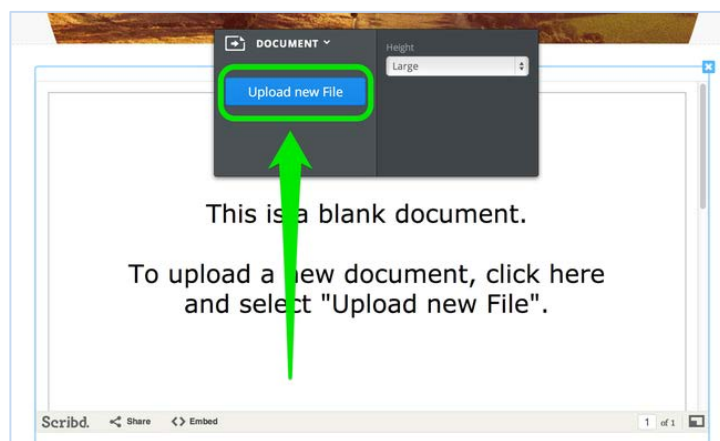 DOCUMENT
Height
Large
Upload new File
This is a blank document.
To upload a new document, click here
and select "Upload new File".
Scribd. Share <> Embed 1 of 1